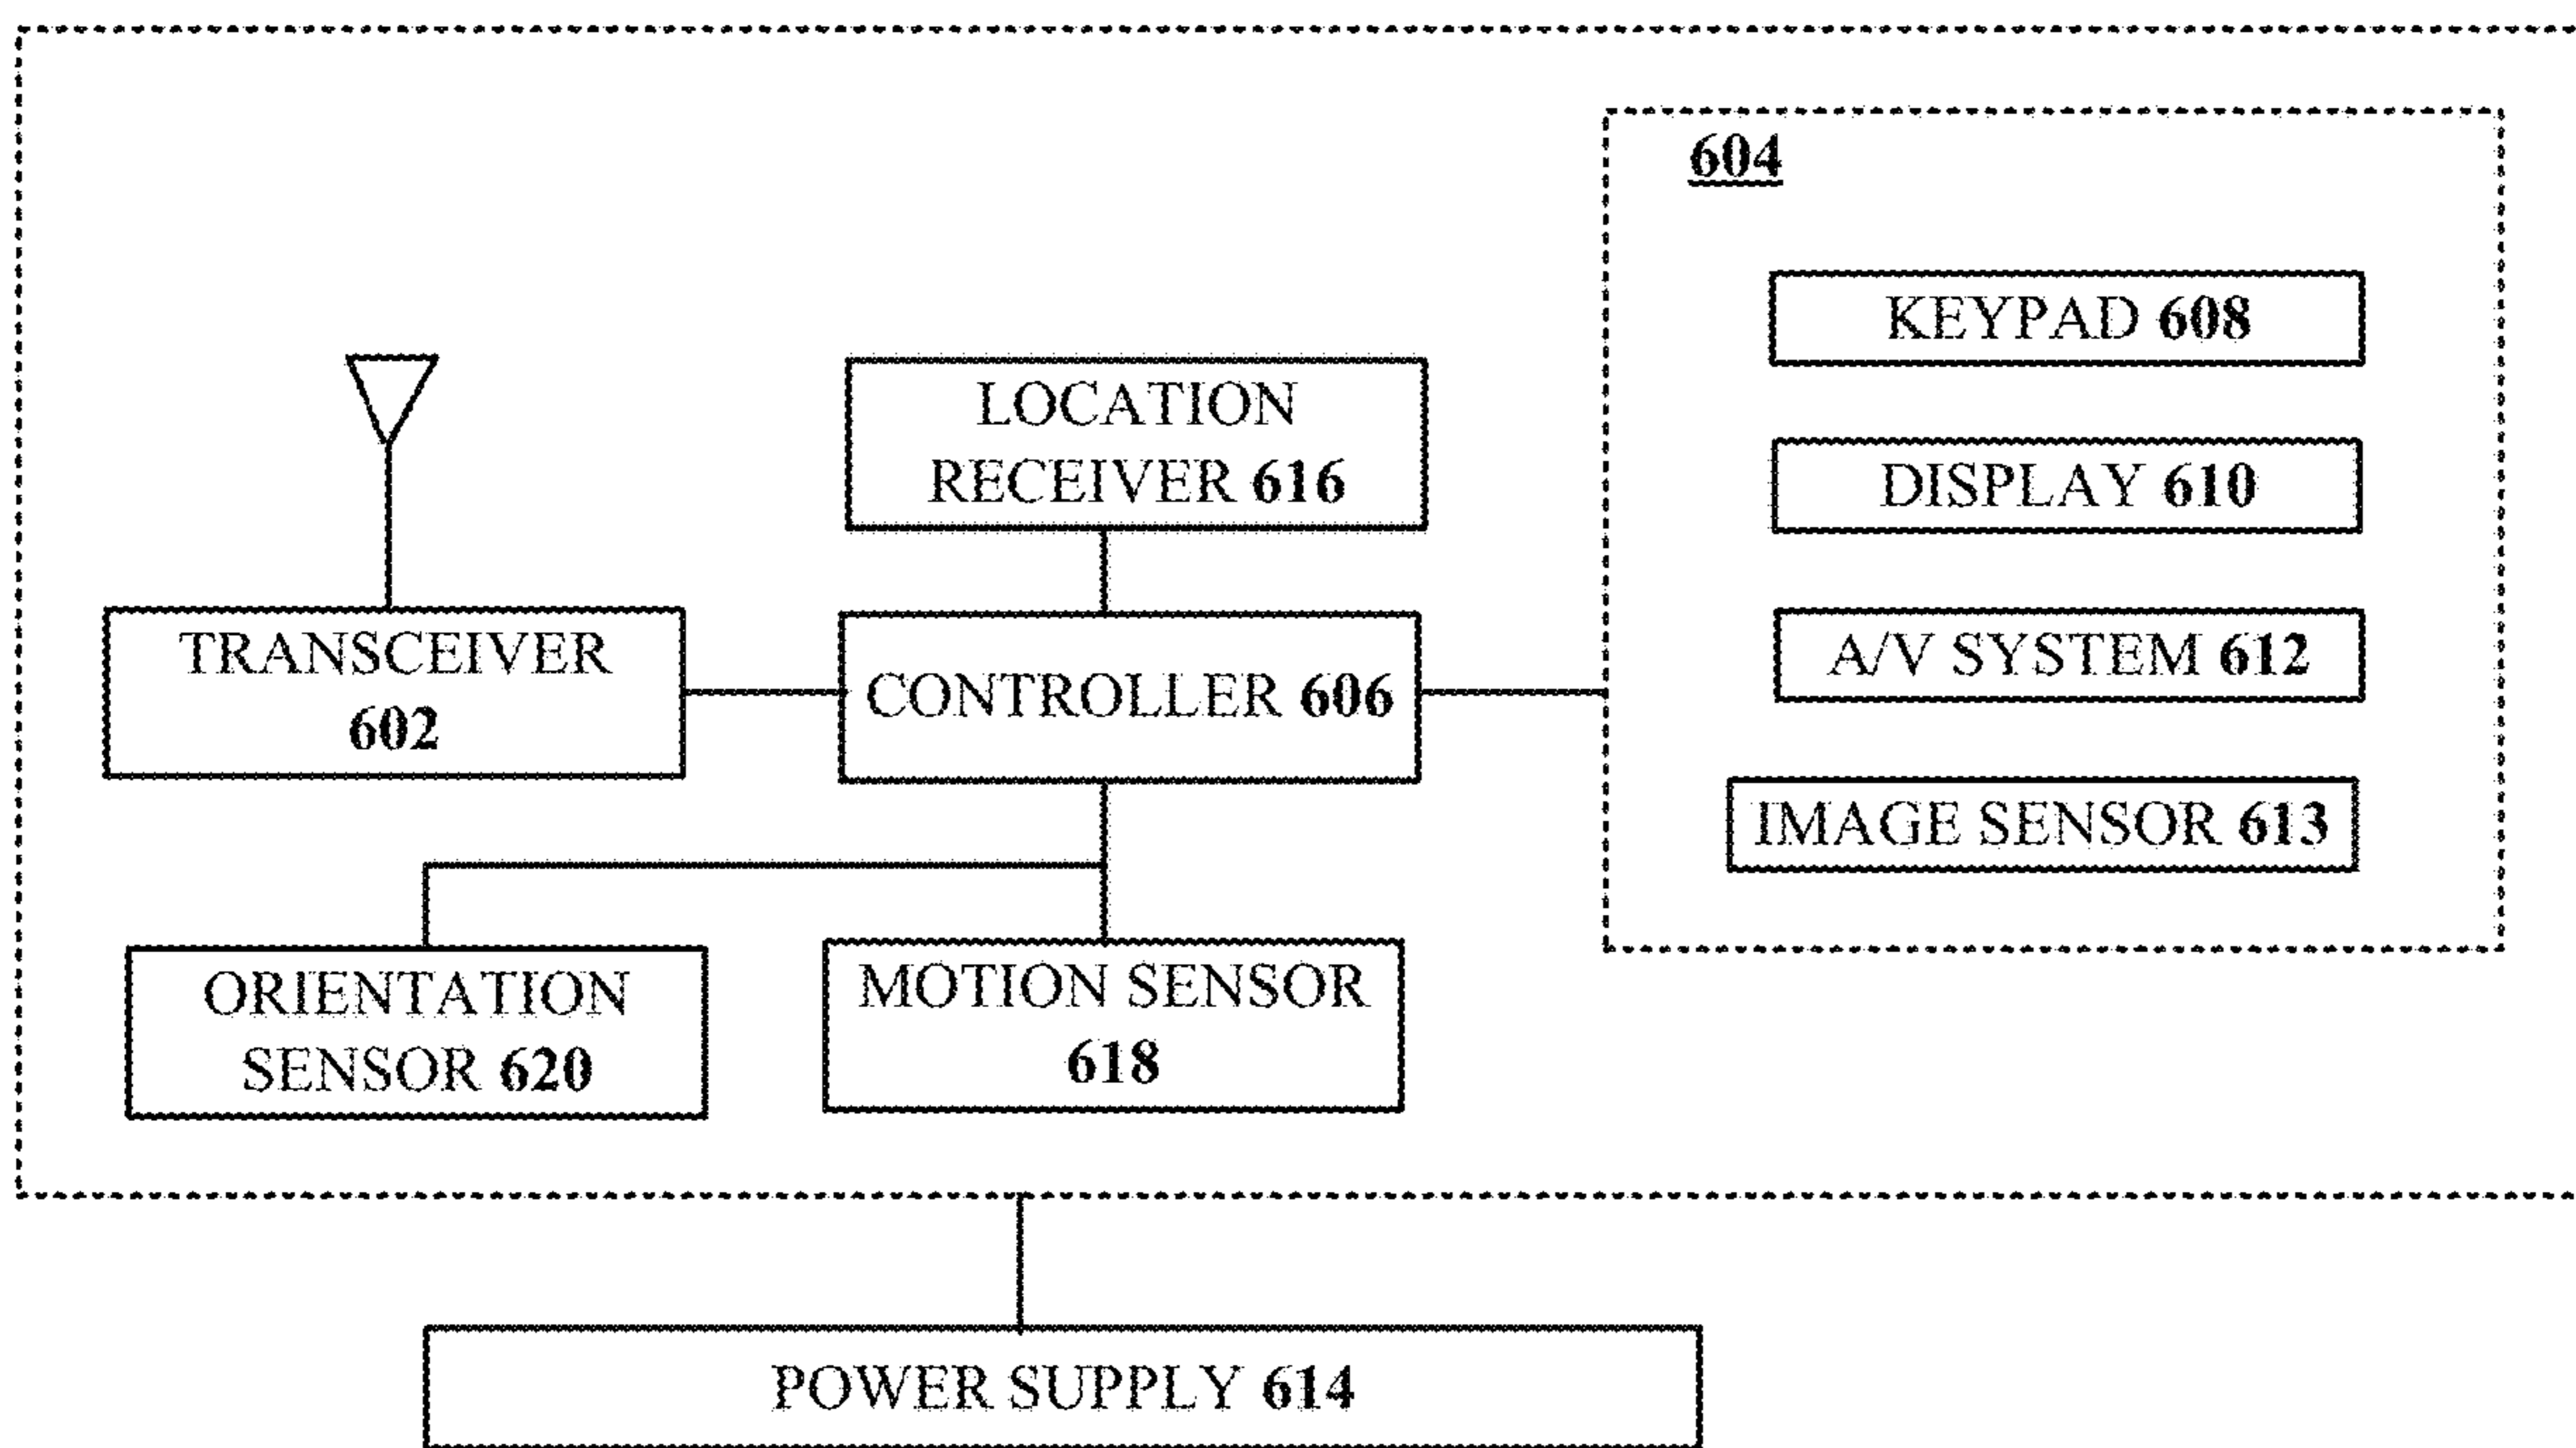 604
KEYPAD 608
LOCATION
RECEIVER 616
DISPLAY 610
TRANSCEIVER
602
CONTROLLER 606
A/V SYSTEM 612
IMAGE SENSOR 613
ORIENTATION
SENSOR 620
MOTION SENSOR
618
POWER SUPPLY 614